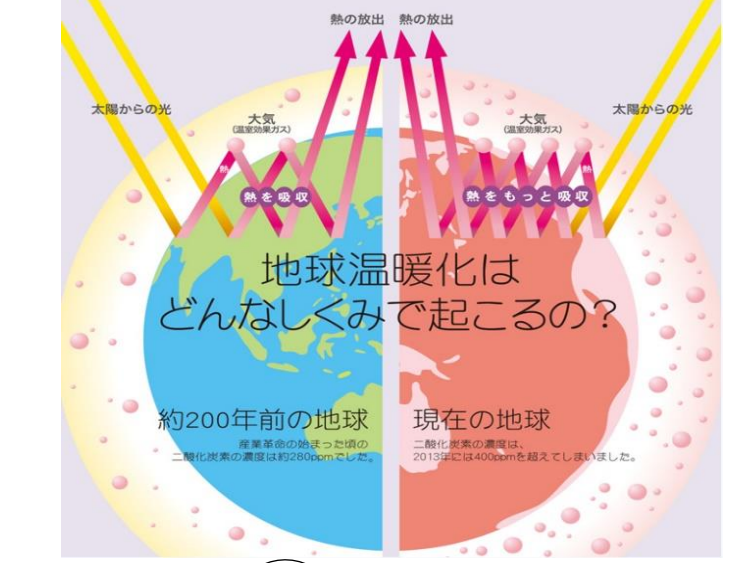 熱の放出 熱の放出
太陽からの光
大気
(温室効果ガス)
熱
熱を吸収
大気
(温室効果ガス)
太陽からの光
熱
熱をもっと吸収
地球温暖化は
どんなしくみで起こるの？
約200年前の地球
産業革命の始まった頃の
二酸化炭素の濃度は約280ppmでした。
現在の地球
二酸化炭素の濃度は、
2013年には400ppmを超えてしまいました。